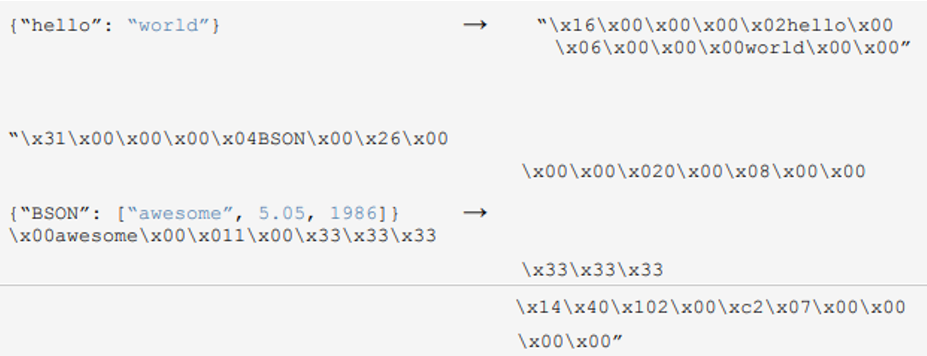 {“hello”: “world”} → “\x16\x00\x00\x00\x02hello\x00
\x06\x00\x00\x00world\x00\x00”
“\x31\x00\x00\x00\x04BSON\x00\x26\x00
\x00\x00\x020\x00\x08\x00\x00
{“BSON”: [“awesome”, 5.05, 1986]} →
\x00awesome\x00\x011\x00\x33\x33\x33
\x33\x33\x33
\x14\x40\x102\x00\xc2\x07\x00\x00
\x00\x00”